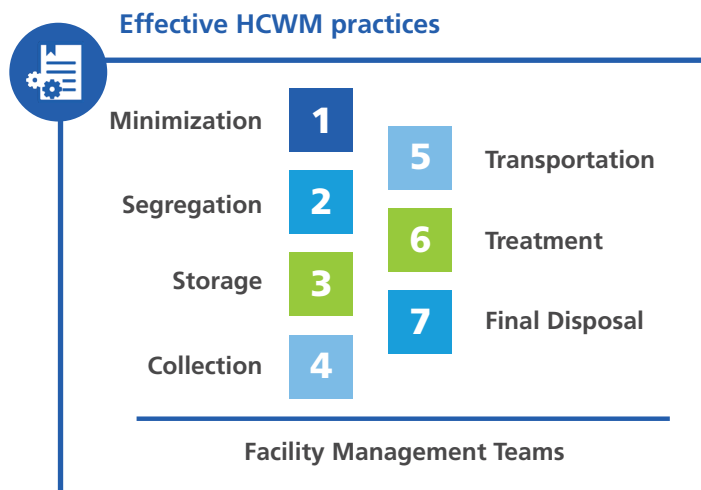 Effective HCWM practices
Minimization 1
Segregation 2
Storage 3
Collection 4
5 Transportation
6 Treatment
7 Final Disposal
Facility Management Teams